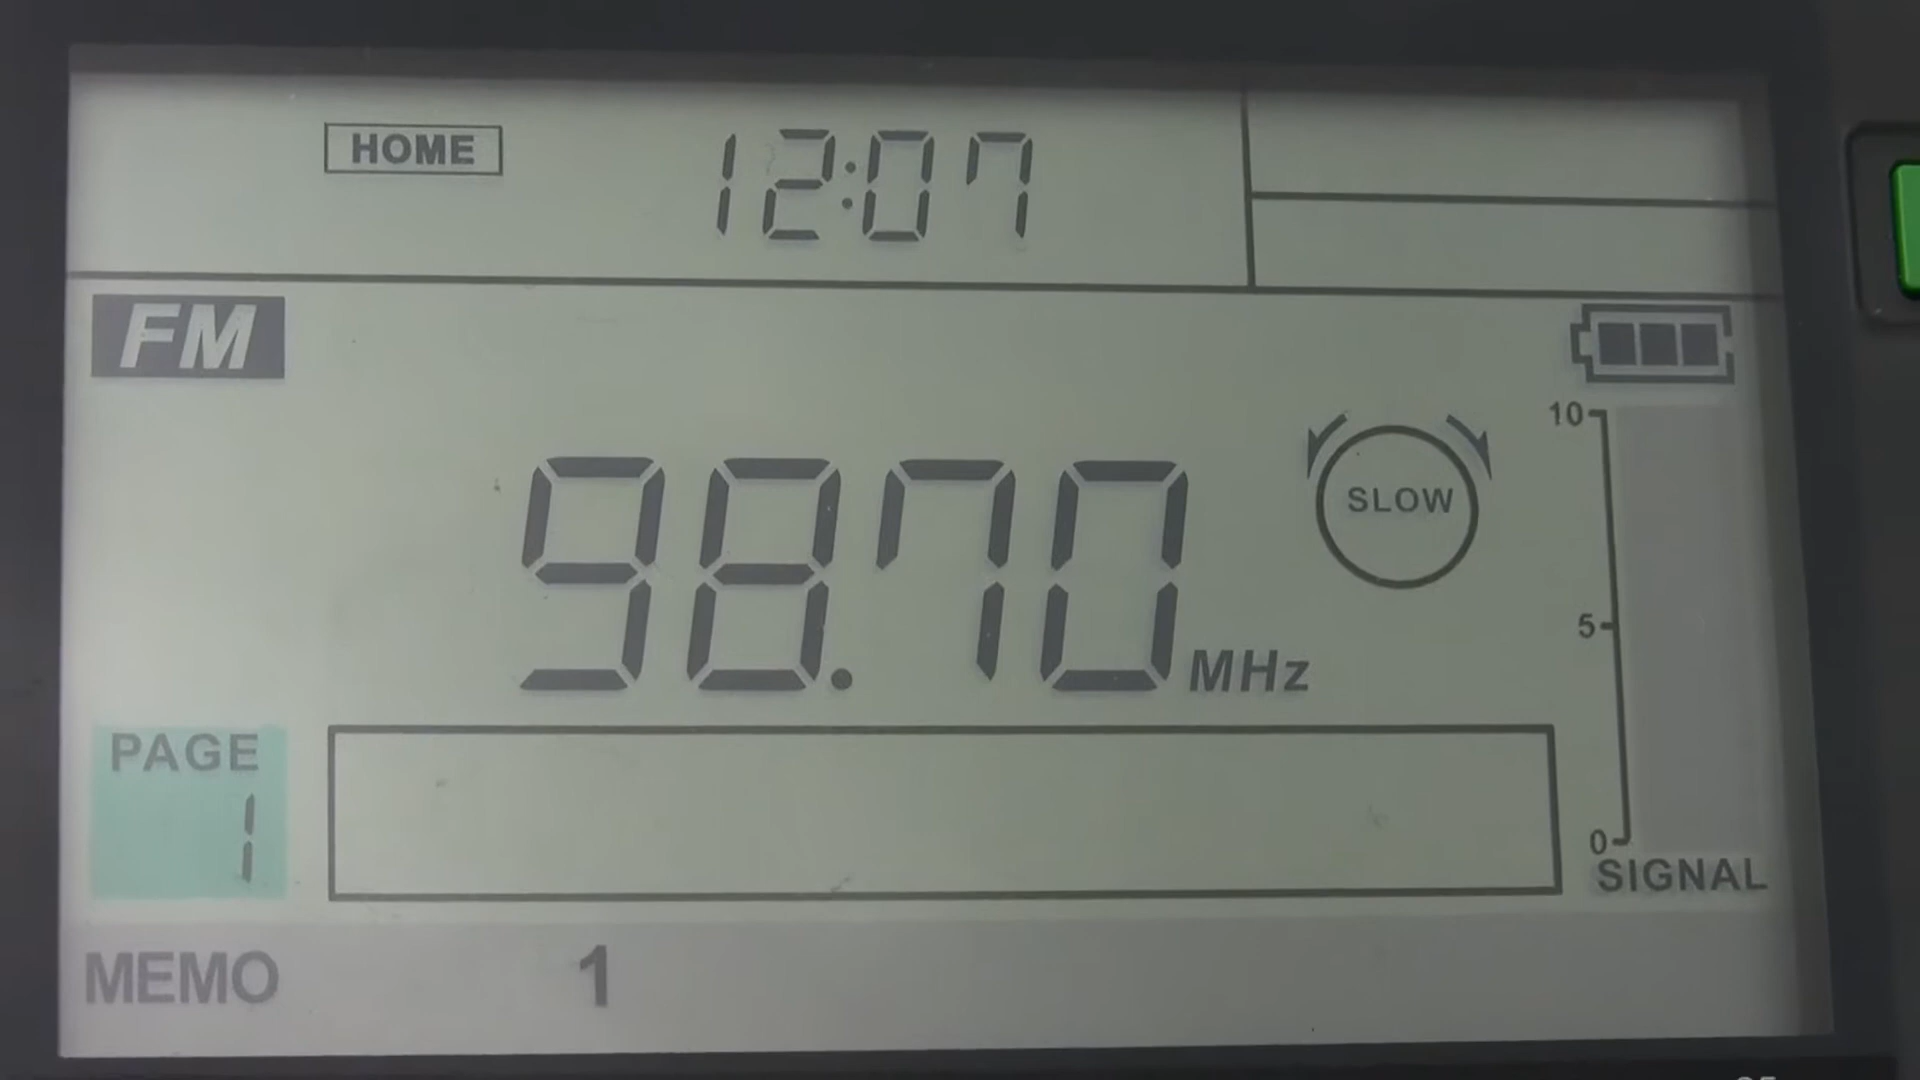 HOME 12:07
FM
10
98.70 MHz
SLOW
5
PAGE
1
0
SIGNAL
MEMO 1